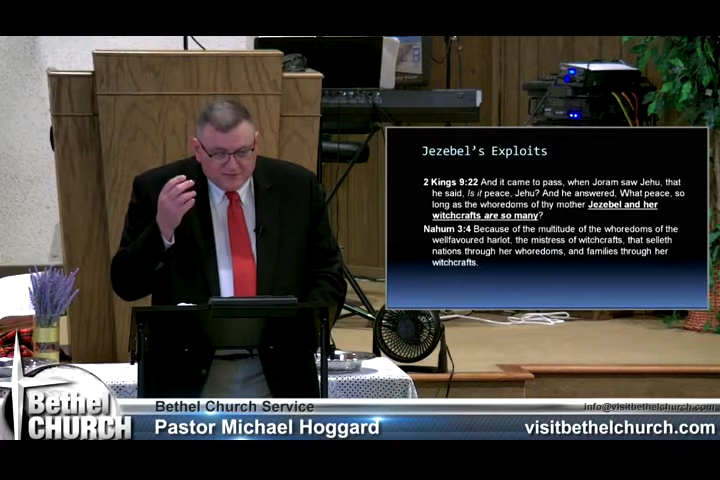 Jezebel's Exploits
2 Kings 9:22 And it came to pass, when Joram saw Jehu, that
he said, Is it peace, Jehu? And he answered, What peace, so
long as the whoredoms of thy mother Jezebel and her
witchcrafts are so many?
Nahum 3:4 Because of the multitude of the whoredoms of the
wellfavoured harlot, the mistress of witchcrafts, that selleth
nations through her whoredoms, and families through her
witchcrafts.
Bethel
CHURCH
Bethel Church Service
info@visitbethelchurch.com
Pastor Michael Hoggard
visitbethelchurch.com